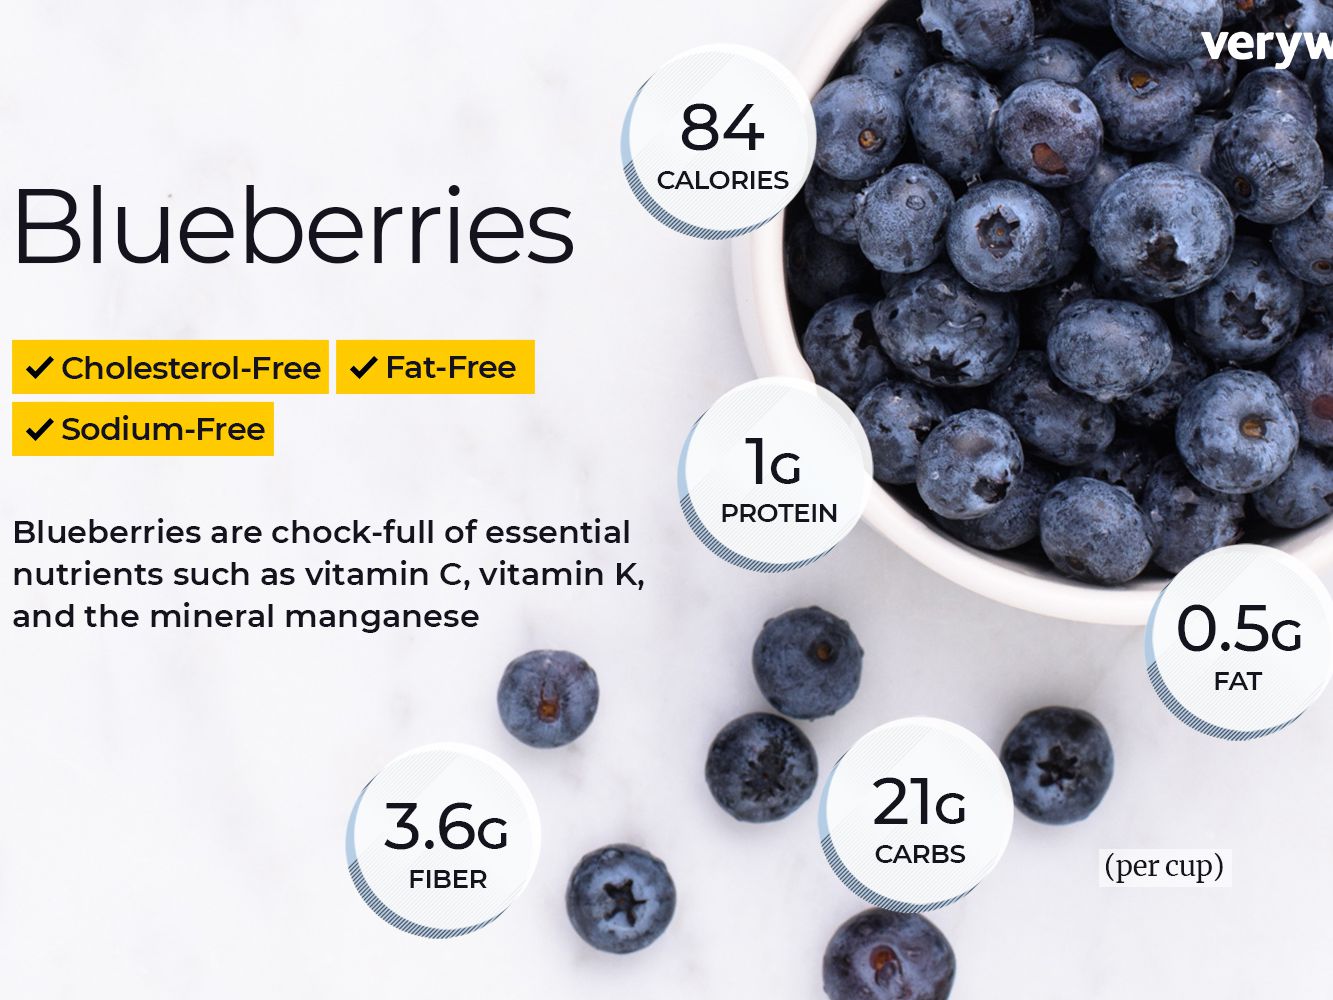 veryw
84
CALORIES
Blueberries
✓ Cholesterol-Free ✓ Fat-Free
✓ Sodium-Free
1G
PROTEIN
Blueberries are chock-full of essential
nutrients such as vitamin C, vitamin K,
and the mineral manganese
0.5G
FAT
3.6G
FIBER
21G
CARBS
(per cup)